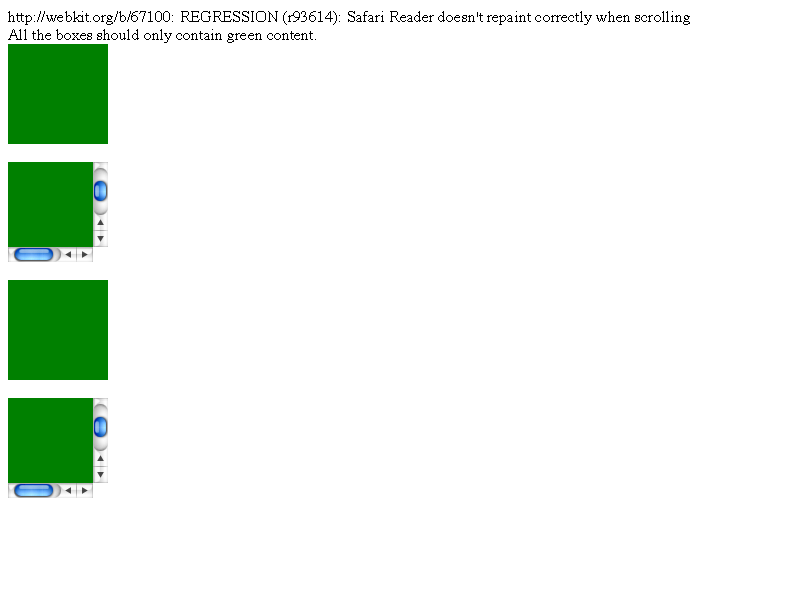 http://webkit.org/b/67100: REGRESSION (r93614): Safari Reader doesn't repaint correctly when scrolling
All the boxes should only contain green content.